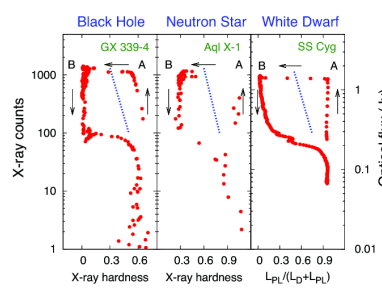 Black Hole Neutron Star White Dwarf
GX 339-4 Aql X-1 SS Cyg
B A B A B A
1000
100
10
1
1
0.1
0.01
X-ray counts
0 0.3 0.6 0.3 0.6 0.9 0 0.3 0.6 0.9
X-ray hardness X-ray hardness L_PL/(L_D+L_PL)